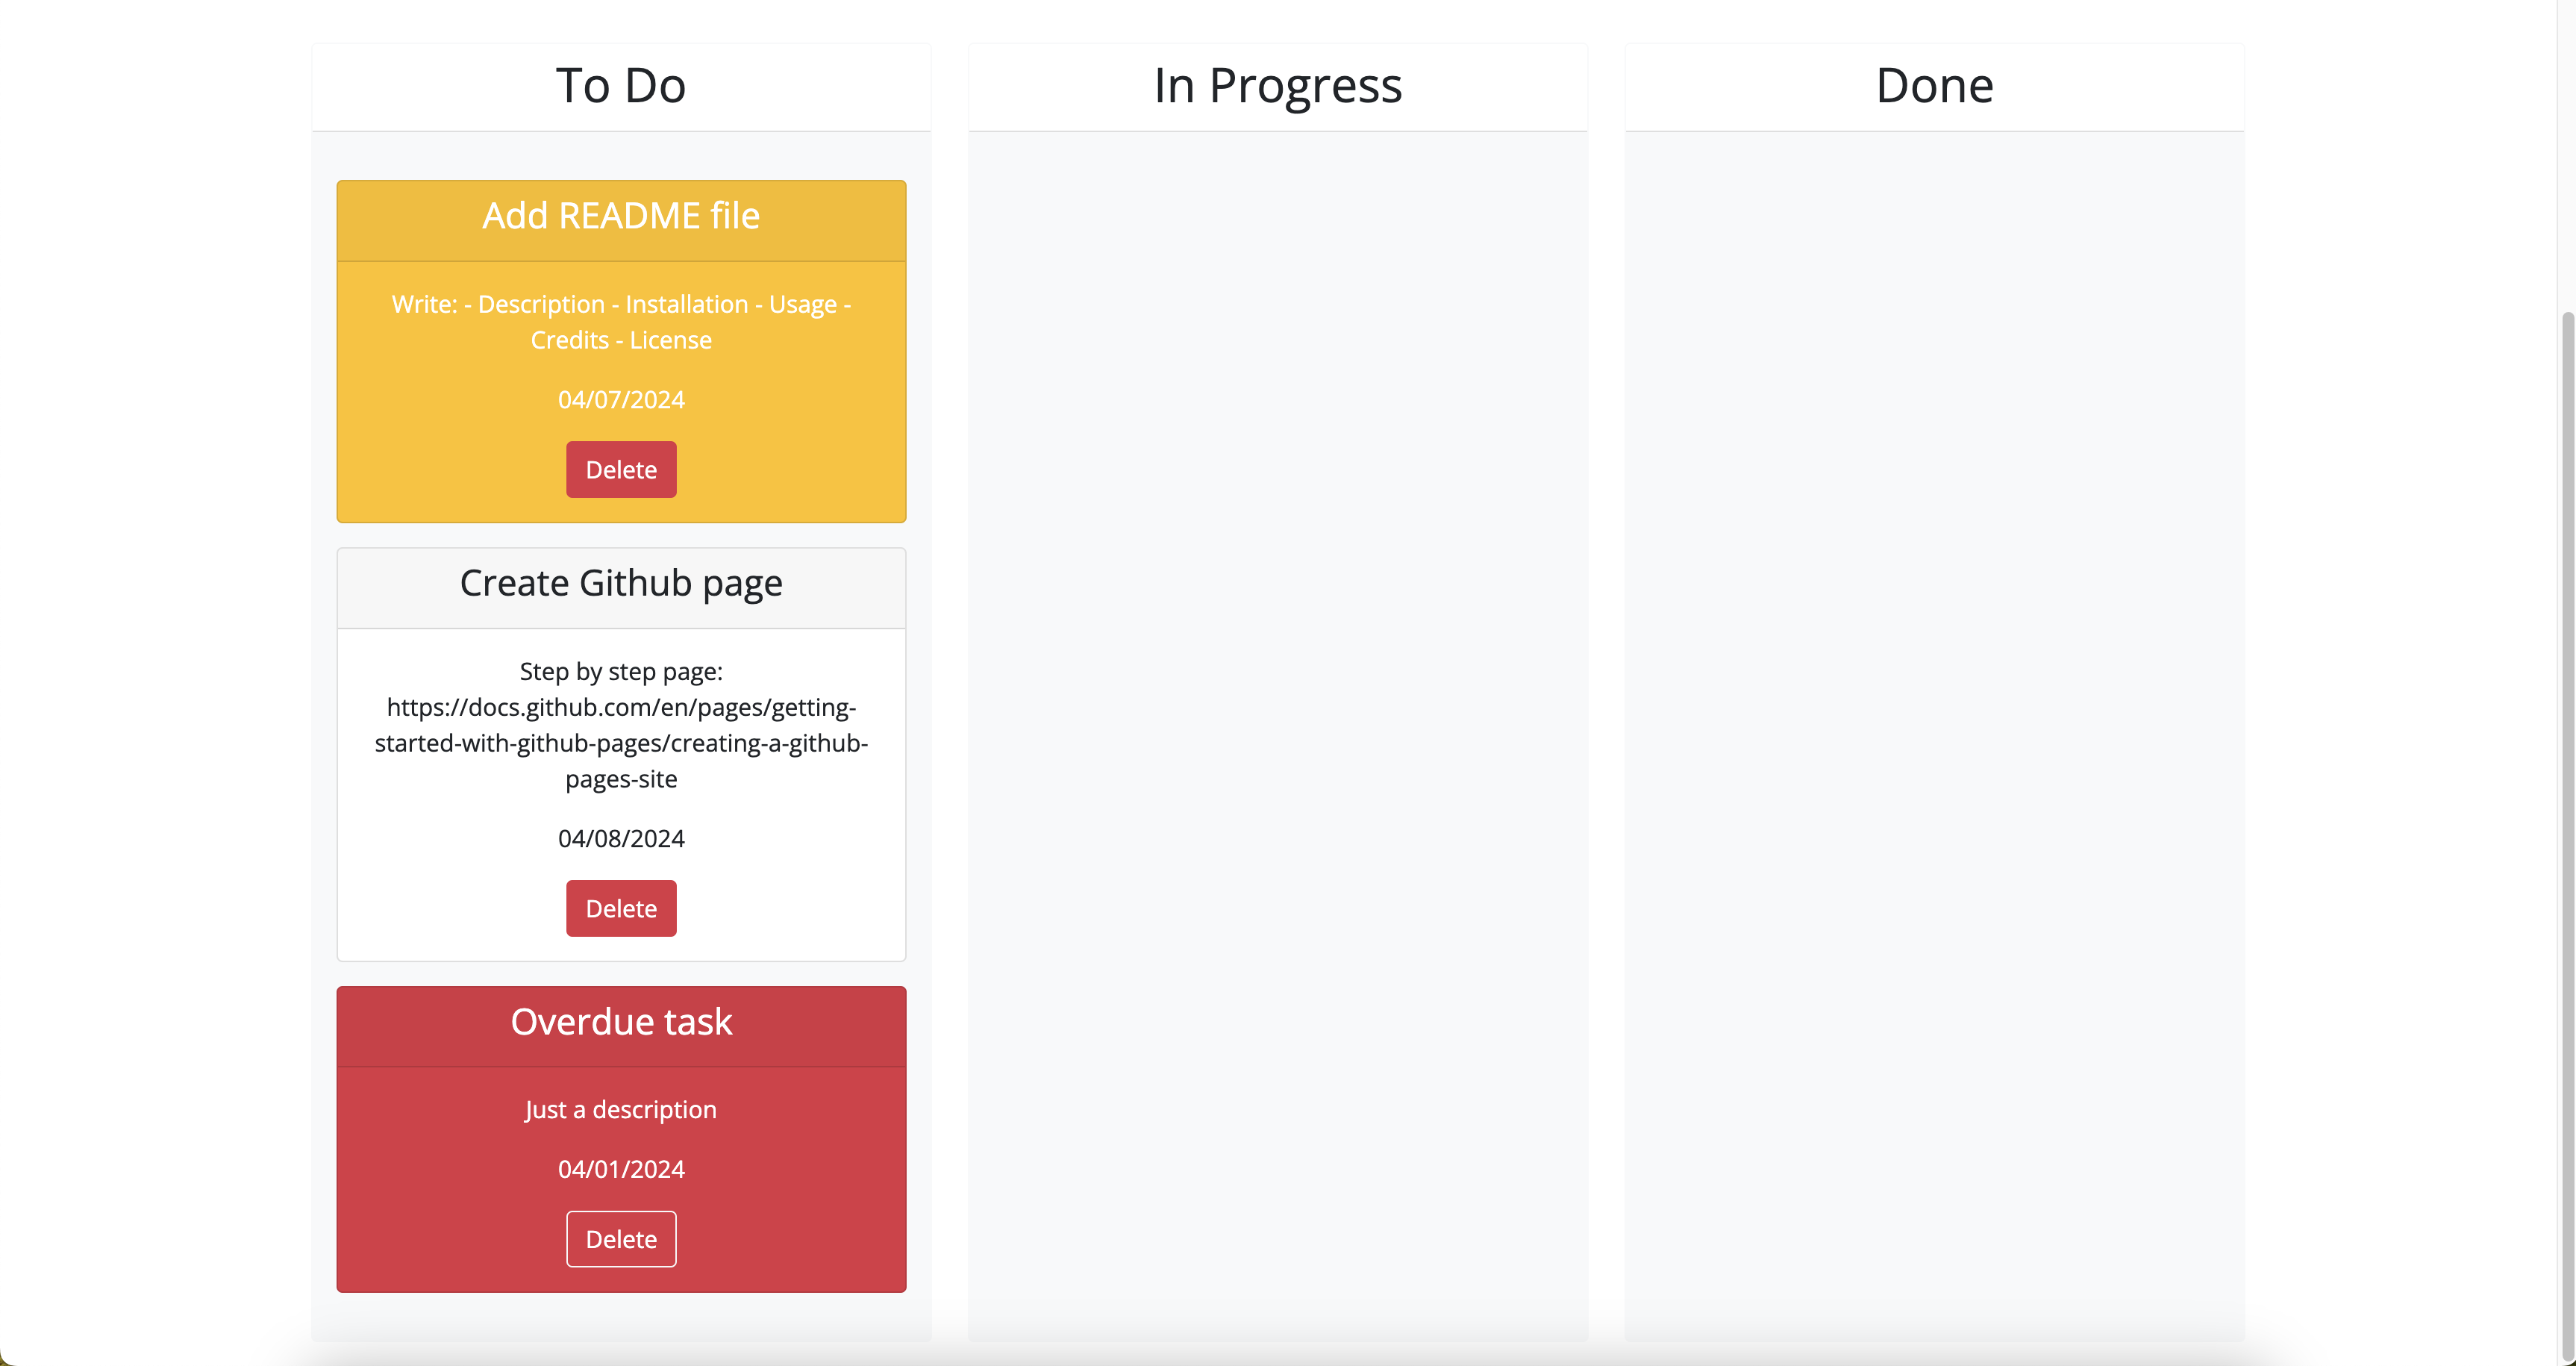 To Do
Add README file
Write: - Description - Installation - Usage -
Credits - License
04/07/2024
Delete
Create Github page
Step by step page:
https://docs.github.com/en/pages/getting-
started-with-github-pages/creating-a-github-
pages-site
04/08/2024
Delete
Overdue task
Just a description
04/01/2024
Delete
In Progress
Done